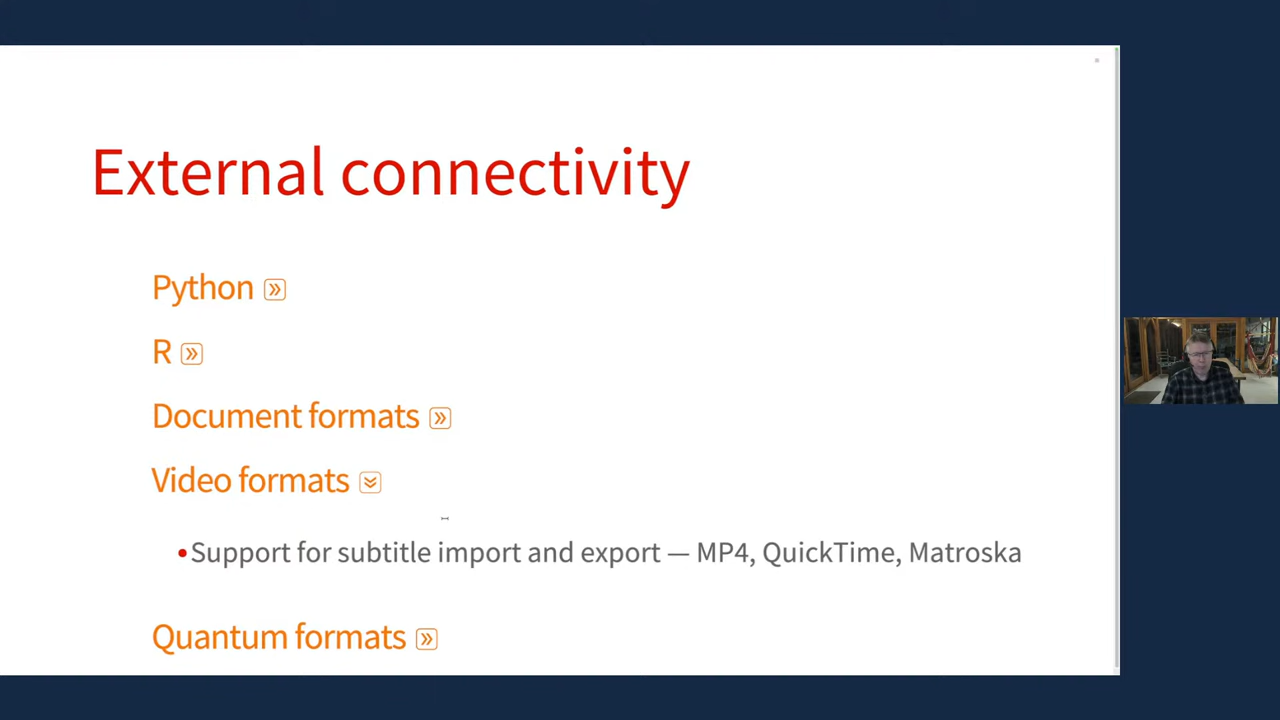 External connectivity
Python
R
Document formats
Video formats
•Support for subtitle import and export — MP4, QuickTime, Matroska
Quantum formats